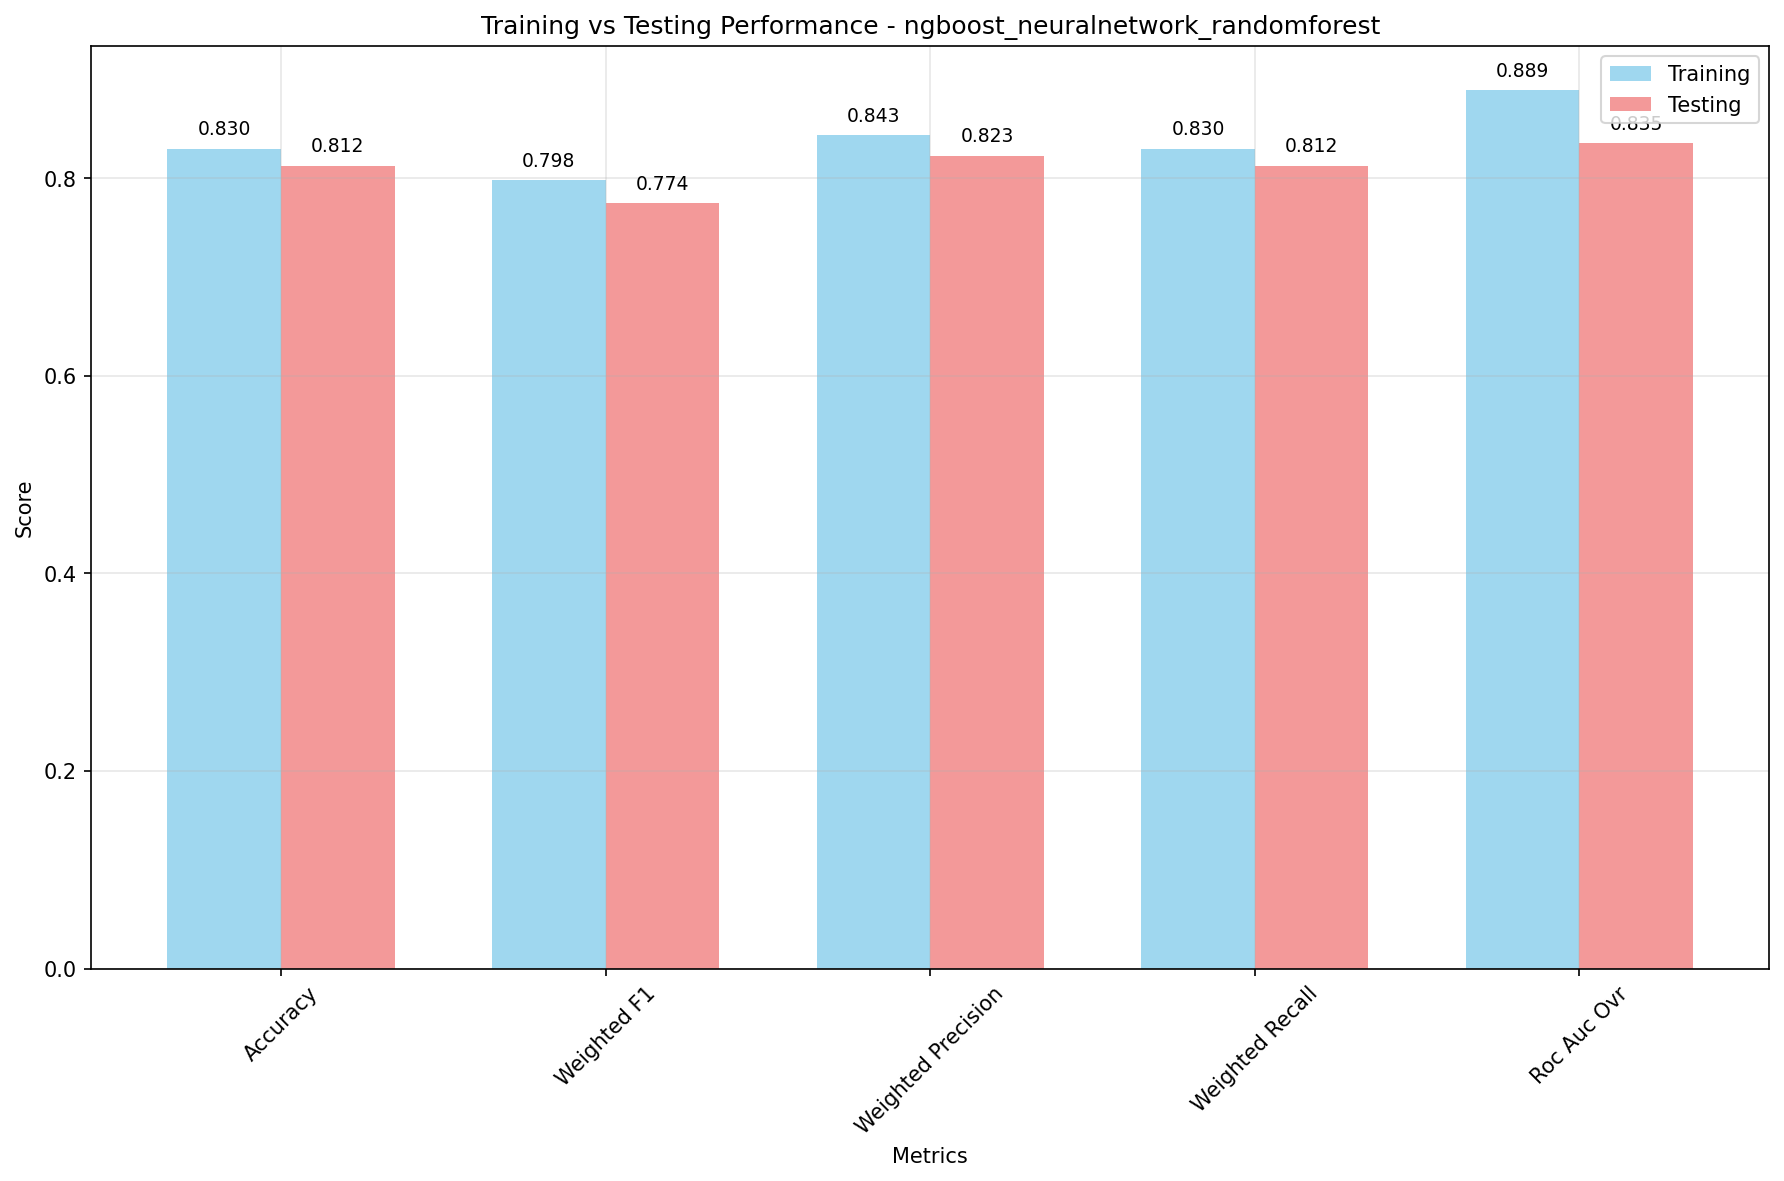 Training vs Testing Performance - ngboost_neuralnetwork_randomforest
Training
Testing
0.830
0.812
0.798
0.774
0.843
0.823
0.830
0.812
0.889
0.835
0.8
0.6
0.4
0.2
0.0
Score
Accuracy
Weighted F1
Weighted Precision
Weighted Recall
Roc Auc Ovr
Metrics